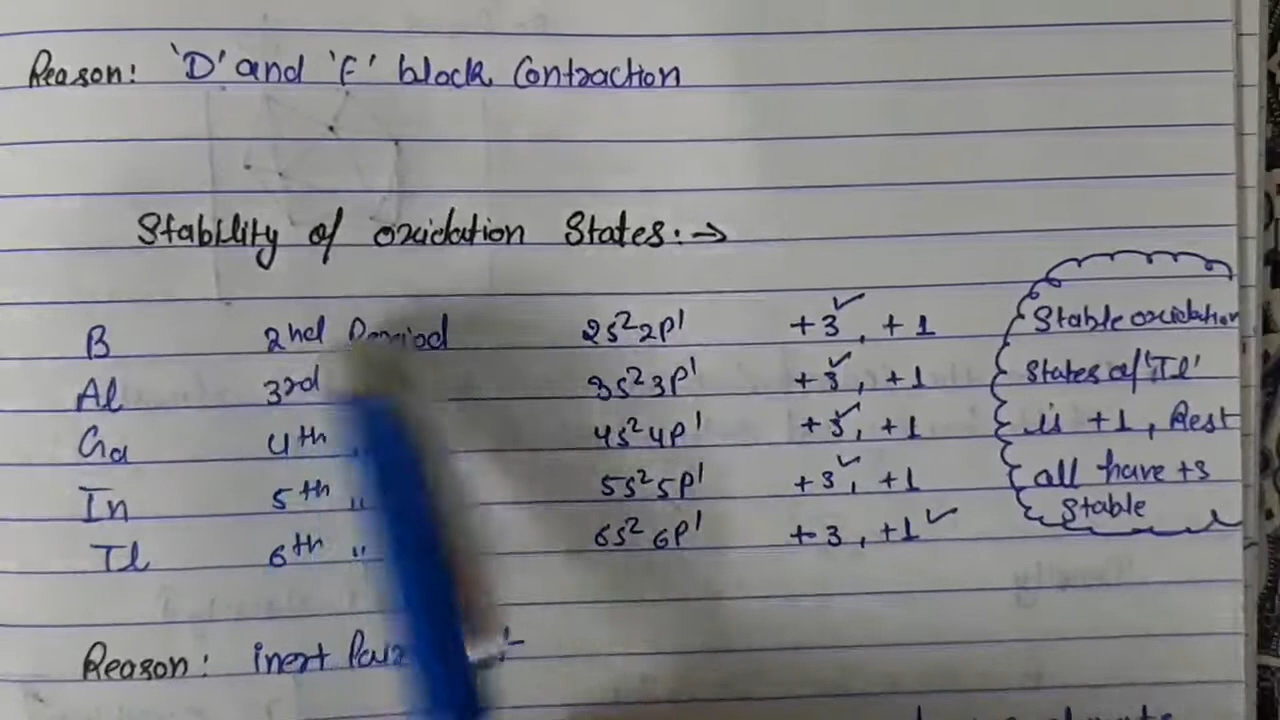 Reason: 'D' and 'F' block Contraction
Stability of oxidation States:→
B 2nd Perriod 2s²2p¹ +3✓, +1
Al 3rd 3s²3p¹ +3✓, +1
Ga 4th " 4s²4p¹ +3✓, +1
In 5th " 5s²5p¹ +3✓, +1
Tl 6th " 6s²6p¹ +3, +1✓
Stable oxidation
States of 'Tl'
is +1, Rest
all have +3
Stable
Reason: inert